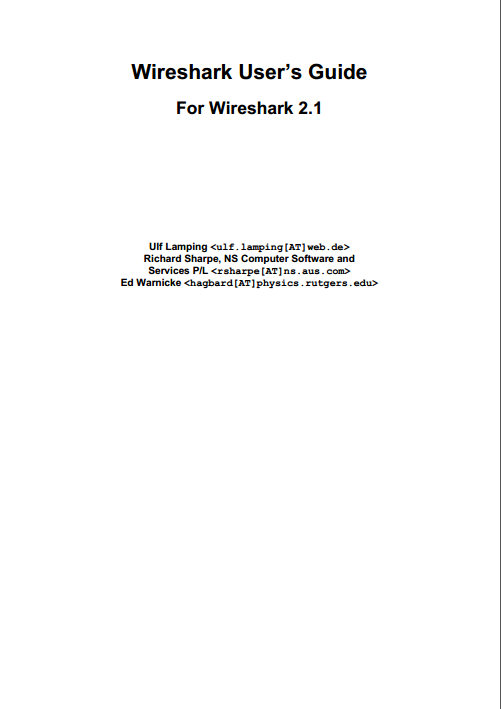 Wireshark User’s Guide
For Wireshark 2.1
Ulf Lamping <ulf.lamping[AT]web.de>
Richard Sharpe, NS Computer Software and
Services P/L <rsharpe[AT]ns.aus.com>
Ed Warnicke <hagbard[AT]physics.rutgers.edu>